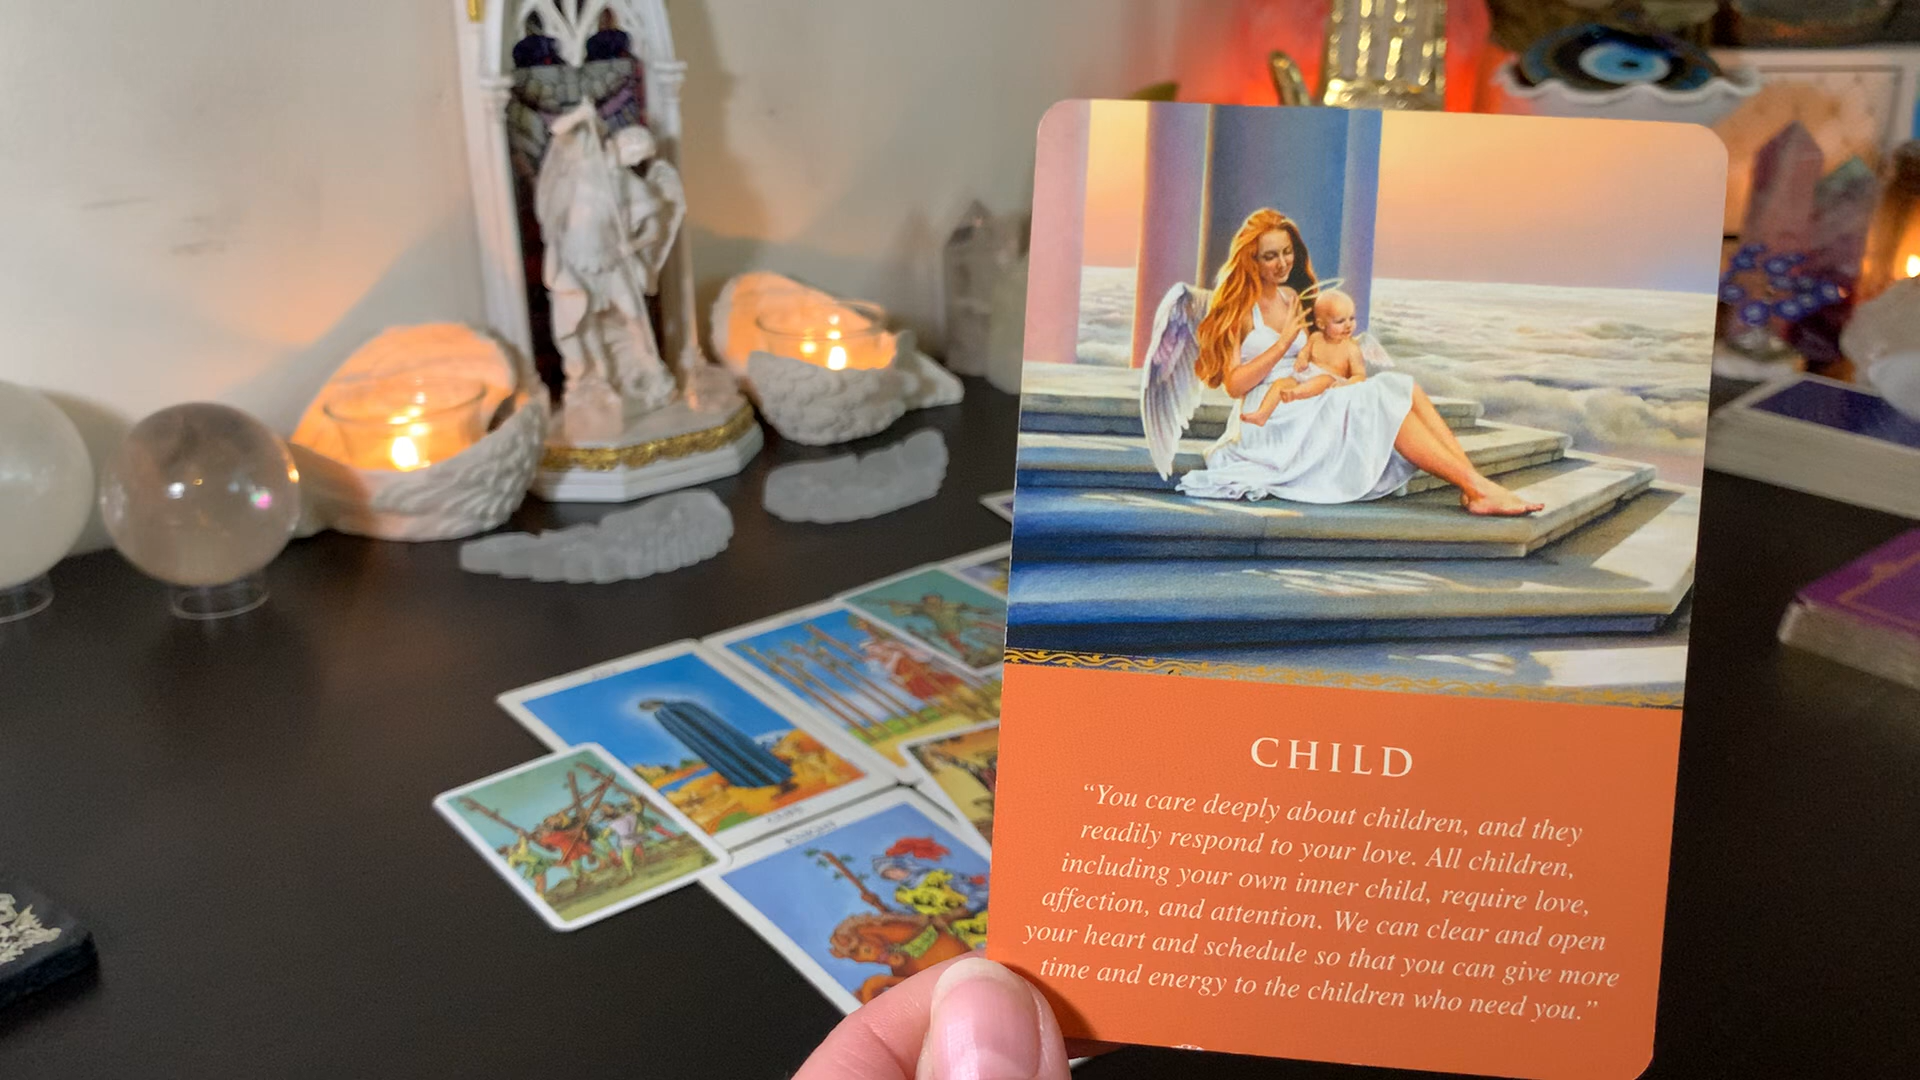 CHILD
“You care deeply about children, and they
readily respond to your love. All children,
including your own inner child, require love,
affection, and attention. We can clear and open
your heart and schedule so that you can give more
time and energy to the children who need you.”